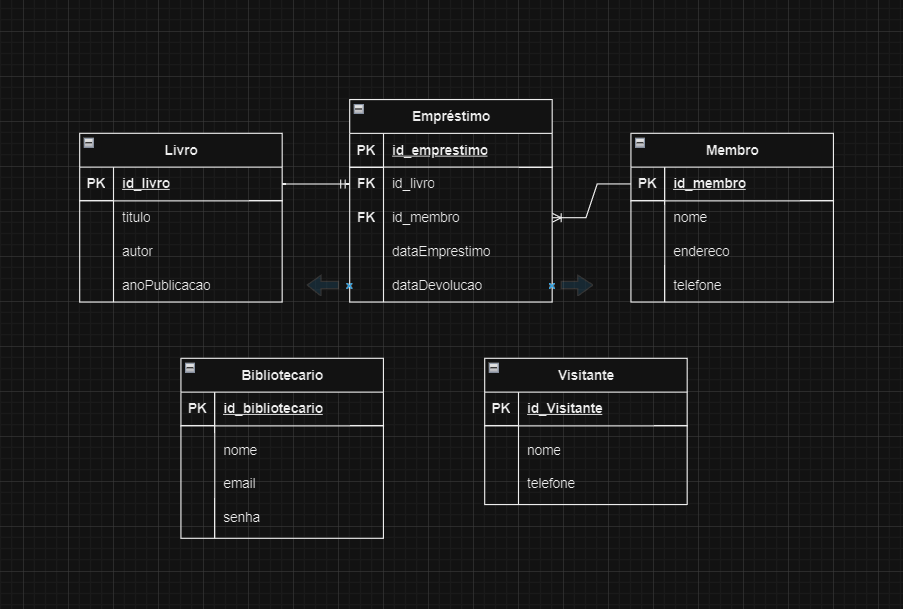 Livro
PK id_livro
titulo
autor
anoPublicacao
Empréstimo
PK id_emprestimo
FK id_livro
FK id_membro
dataEmprestimo
dataDevolucao
Membro
PK id_membro
nome
endereco
telefone
Bibliotecario
PK id_bibliotecario
nome
email
senha
Visitante
PK id_Visitante
nome
telefone